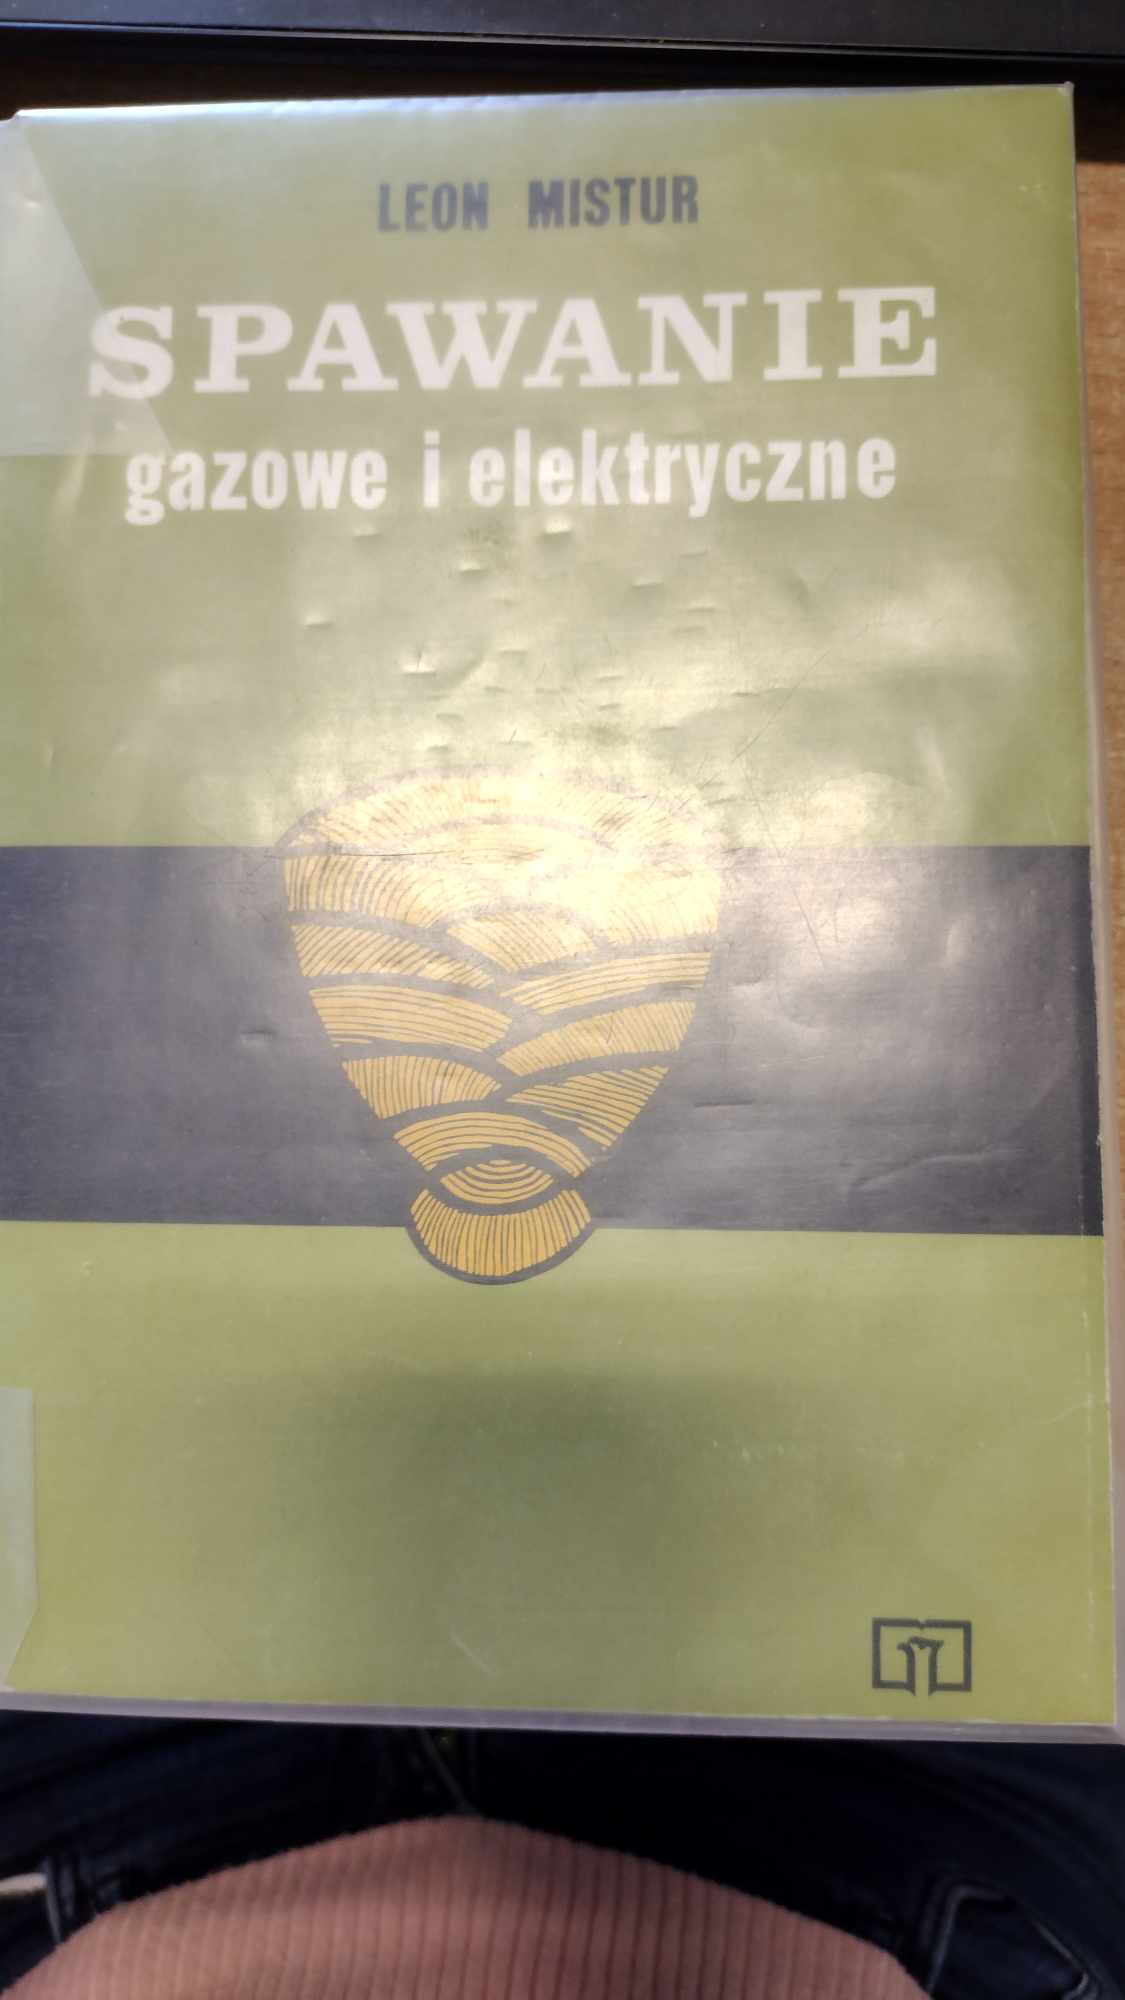 LEON MISTUR
SPAWANIE
gazowe i elektryczne